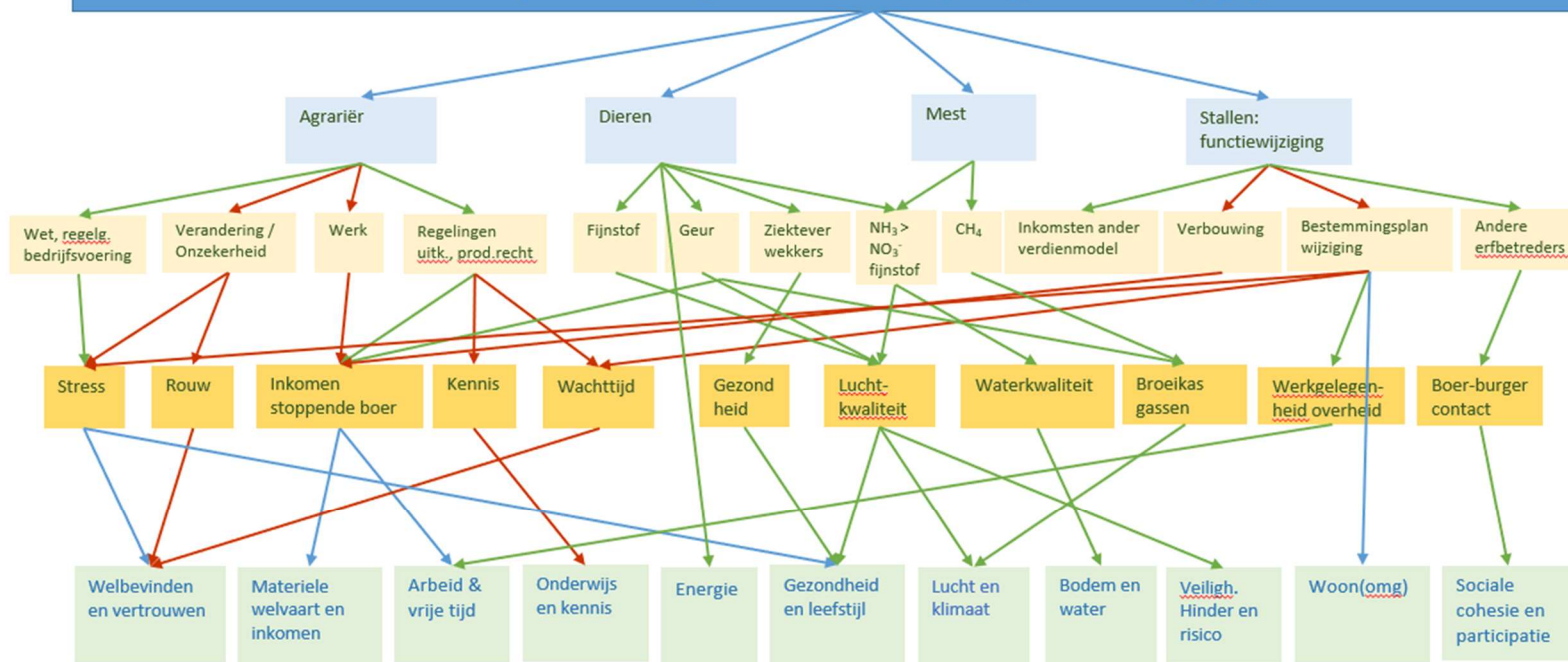 Agrariër
Dieren
Mest
Stallen:
functiewijziging
Wet, regelg.
bedrijfsvoering
Verandering /
Onzekerheid
Werk
Regelingen
uitk., prod.recht
Fijnstof
Geur
Ziektever
wekkers
NH₃ >
NO₃⁻
fijnstof
CH₄
Inkomsten ander
verdienmodel
Verbouwing
Bestemmingsplan
wijziging
Andere
erfbetreders
Stress
Rouw
Inkomen
stoppende boer
Kennis
Wachttijd
Gezond
heid
Lucht-
kwaliteit
Waterkwaliteit
Broeikas
gassen
Werkgelegen-
heid overheid
Boer-burger
contact
Welbevinden
en vertrouwen
Materiele
welvaart en
inkomen
Arbeid &
vrije tijd
Onderwijs
en kennis
Energie
Gezondheid
en leefstijl
Lucht en
klimaat
Bodem en
water
Veiligh.
Hinder en
risico
Woon(omg)
Sociale
cohesie en
participatie